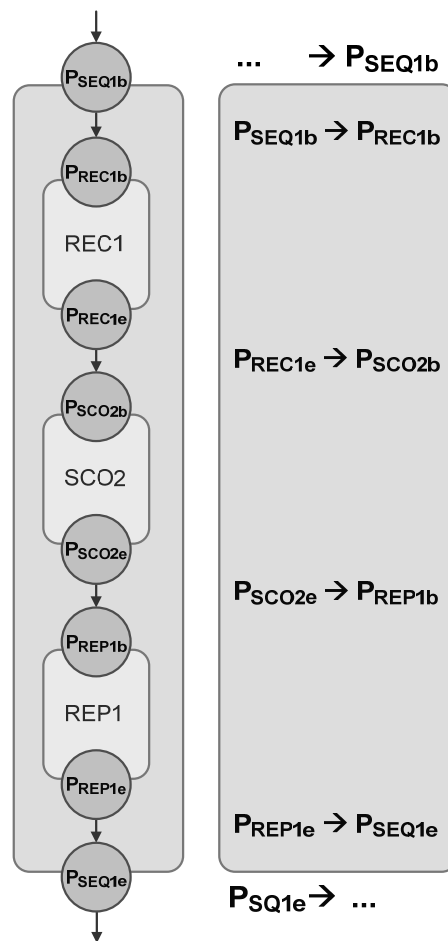 ... → PSEQ1b
PSEQ1b
PSEQ1b → PREC1b
PREC1b
REC1
PREC1e
PREC1e → PSCO2b
PSCO2b
SCO2
PSCO2e
PSCO2e → PREP1b
PREP1b
REP1
PREP1e
PREP1e → PSEQ1e
PSEQ1e
PSQ1e → ...